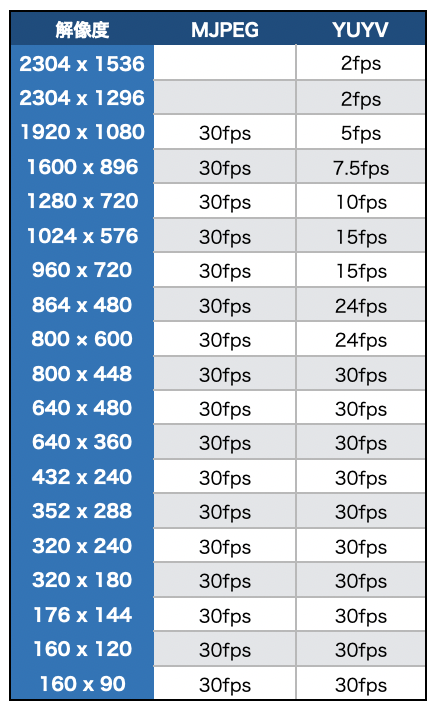 解像度 MJPEG YUYV
2304 x 1536 2fps
2304 x 1296 2fps
1920 x 1080 30fps 5fps
1600 x 896 30fps 7.5fps
1280 x 720 30fps 10fps
1024 x 576 30fps 15fps
960 x 720 30fps 15fps
864 x 480 30fps 24fps
800 × 600 30fps 24fps
800 x 448 30fps 30fps
640 x 480 30fps 30fps
640 x 360 30fps 30fps
432 x 240 30fps 30fps
352 x 288 30fps 30fps
320 x 240 30fps 30fps
320 x 180 30fps 30fps
176 x 144 30fps 30fps
160 x 120 30fps 30fps
160 x 90 30fps 30fps